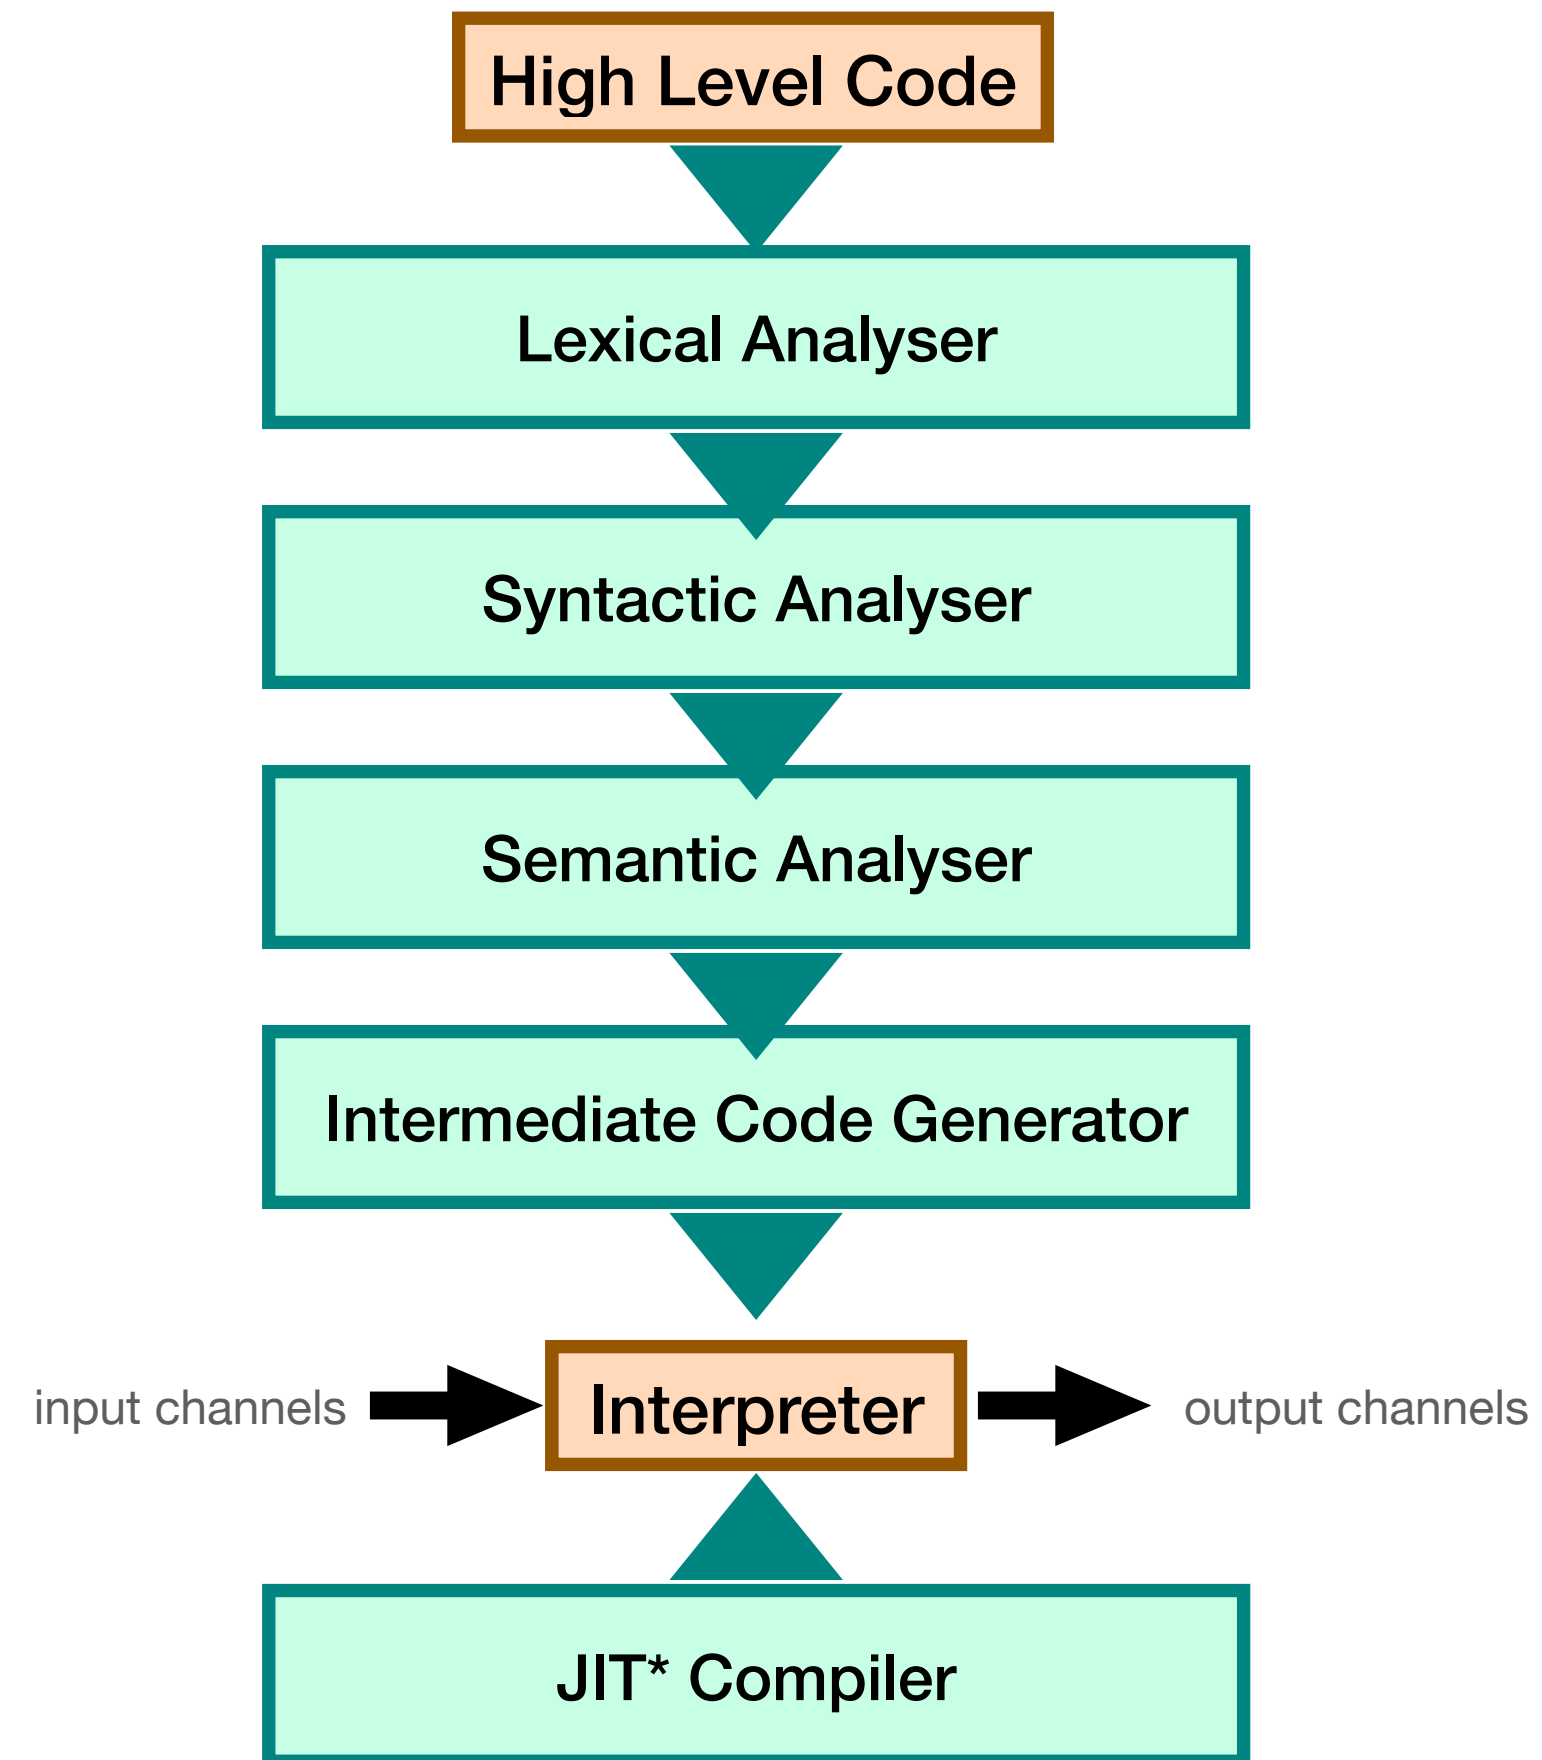 High Level Code
Lexical Analyser
Syntactic Analyser
Semantic Analyser
Intermediate Code Generator
input channels
Interpreter
output channels
JIT* Compiler